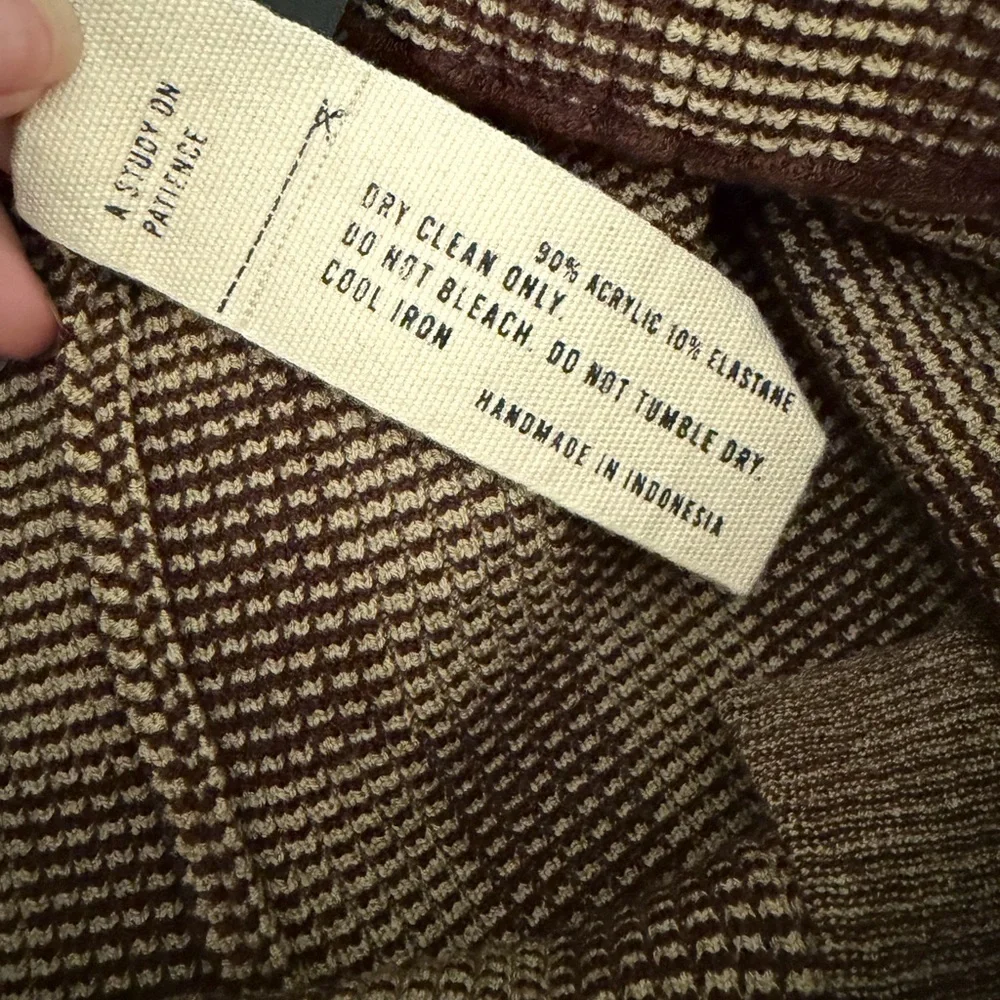 A STUDY ON
PATIENCE
90% ACRYLIC 10% ELASTANE
DRY CLEAN ONLY.
DO NOT BLEACH. DO NOT TUMBLE DRY.
COOL IRON
HANDMADE IN INDONESIA